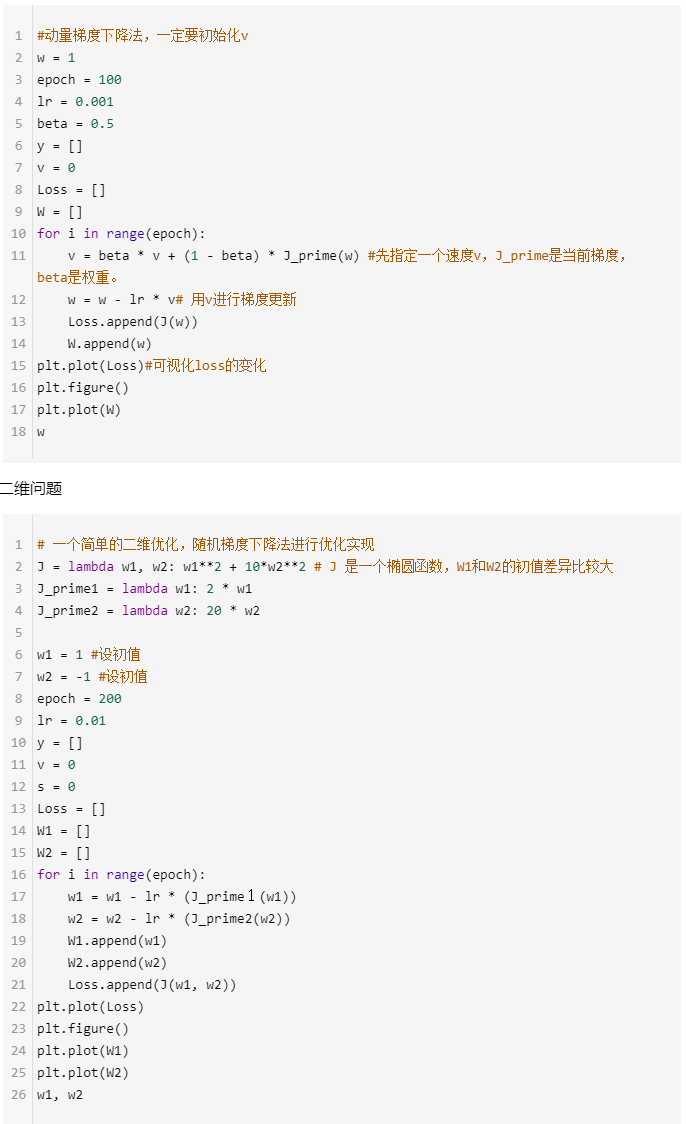 1 #动量梯度下降法，一定要初始化v
2 w = 1
3 epoch = 100
4 lr = 0.001
5 beta = 0.5
6 y = []
7 v = 0
8 Loss = []
9 W = []
10 for i in range(epoch):
11     v = beta * v + (1 - beta) * J_prime(w) #先指定一个速度v，J_prime是当前梯度，
beta是权重。
12     w = w - lr * v# 用v进行梯度更新
13     Loss.append(J(w))
14     W.append(w)
15 plt.plot(Loss)#可视化loss的变化
16 plt.figure()
17 plt.plot(W)
18 w
二维问题
1 # 一个简单的二维优化，随机梯度下降法进行优化实现
2 J = lambda w1, w2: w1**2 + 10*w2**2 # J 是一个椭圆函数，W1和W2的初值差异比较大
3 J_prime1 = lambda w1: 2 * w1
4 J_prime2 = lambda w2: 20 * w2
5
6 w1 = 1 #设初值
7 w2 = -1 #设初值
8 epoch = 200
9 lr = 0.01
10 y = []
11 v = 0
12 s = 0
13 Loss = []
14 W1 = []
15 W2 = []
16 for i in range(epoch):
17     w1 = w1 - lr * (J_prime1(w1))
18     w2 = w2 - lr * (J_prime2(w2))
19     W1.append(w1)
20     W2.append(w2)
21     Loss.append(J(w1, w2))
22 plt.plot(Loss)
23 plt.figure()
24 plt.plot(W1)
25 plt.plot(W2)
26 w1, w2